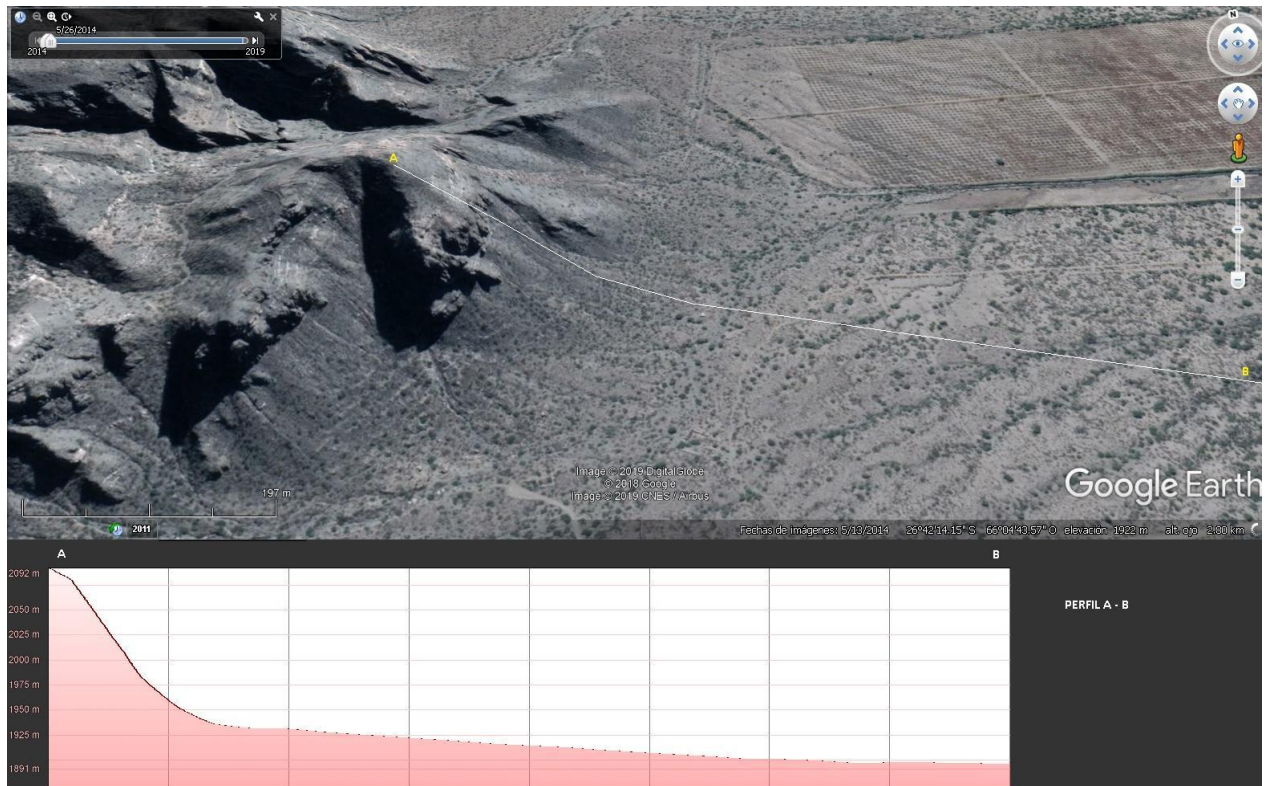 5/26/2014
2014
2019
N
A
B
Image © 2019 DigitalGlobe
© 2018 Google
Image © 2019 CNES / Airbus
Google Earth
197 m
2011
Fechas de imágenes: 5/13/2014 26°42'14.15" S 66°04'43.57" O elevación 1922 m alt. ojo 2.80 km
A
B
2092 m
2050 m
2025 m
2000 m
1975 m
1950 m
1925 m
1891 m
PERFIL A - B